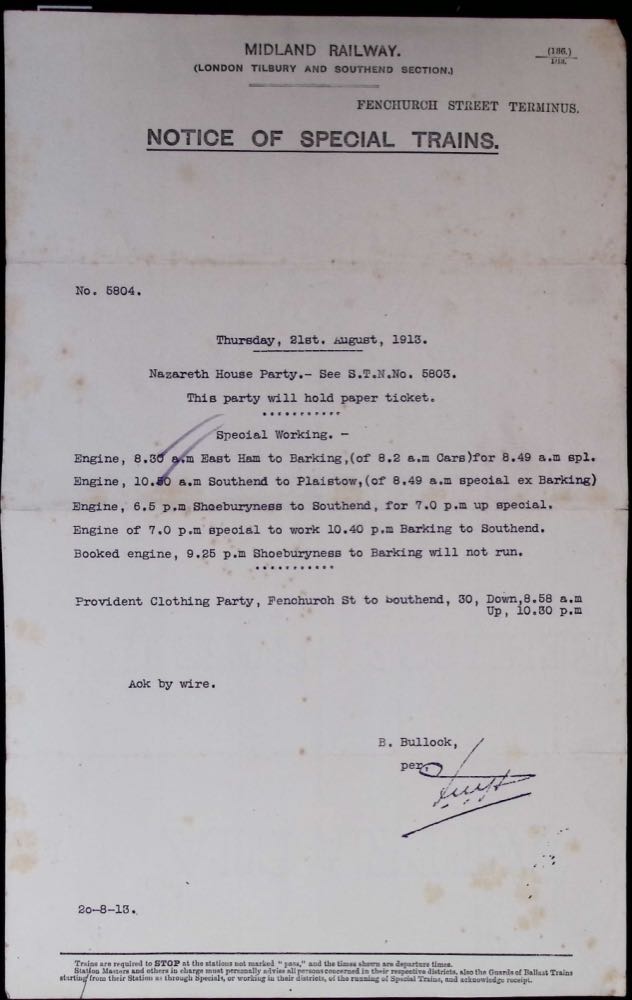 MIDLAND RAILWAY.
(186.)
(LONDON TILBURY AND SOUTHEND SECTION.)
FENCHURCH STREET TERMINUS.
NOTICE OF SPECIAL TRAINS.
No. 5804.
Thursday, 21st. August, 1913.
Nazareth House Party.- See S.T.N.No. 5803.
This party will hold paper ticket.
Special Working. -
Engine, 8.30 a.m East Ham to Barking,(of 8.2 a.m Cars)for 8.49 a.m spl.
Engine, 10.50 a.m Southend to Plaistow,(of 8.49 a.m special ex Barking)
Engine, 6.5 p.m Shoeburyness to Southend, for 7.0 p.m up special.
Engine of 7.0 p.m special to work 10.40 p.m Barking to Southend.
Booked engine, 9.25 p.m Shoeburyness to Barking will not run.
Provident Clothing Party, Fenchurch St to Southend, 30, Down,8.58 a.m
Up, 10.30 p.m
Ack by wire.
B. Bullock,
per.
20-8-13.
Trains are required to STOP at the stations not marked "pass," and the times shown are departure times.
Station Masters and others in charge must personally advise all persons concerned in their respective districts, also the Guards of Ballast Trains
starting from their Station as through Specials, or working in their districts, of the running of Special Trains, and acknowledge receipt.